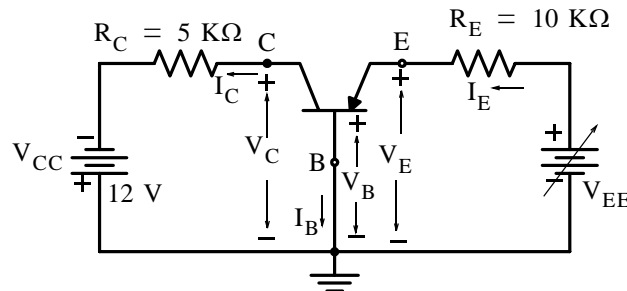 R_C = 5 KΩ
C
E
R_E = 10 KΩ
I_C
I_E
V_CC
12 V
V_C
B
V_B
V_E
I_B
V_EE